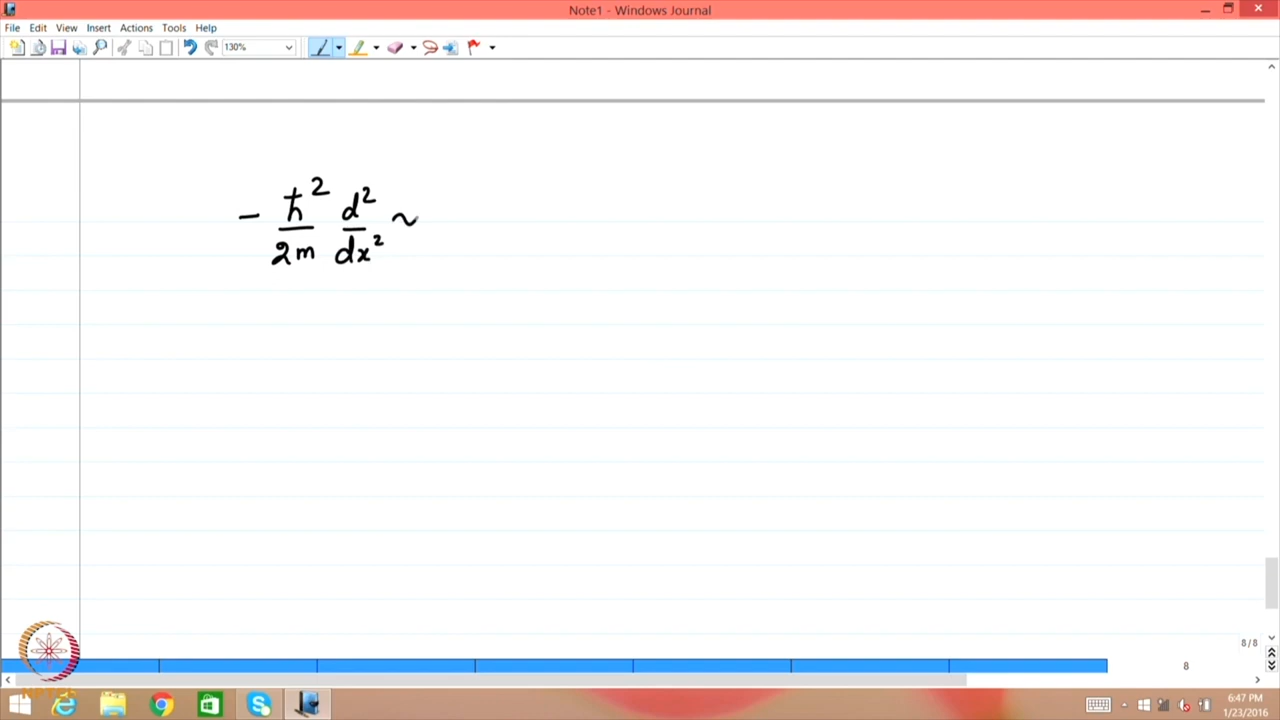 Note1 - Windows Journal
File Edit View Insert Actions Tools Help
130%
- ħ² d² ~
2m dx²
8/8
8
NPTEL
6:47 PM
1/23/2016